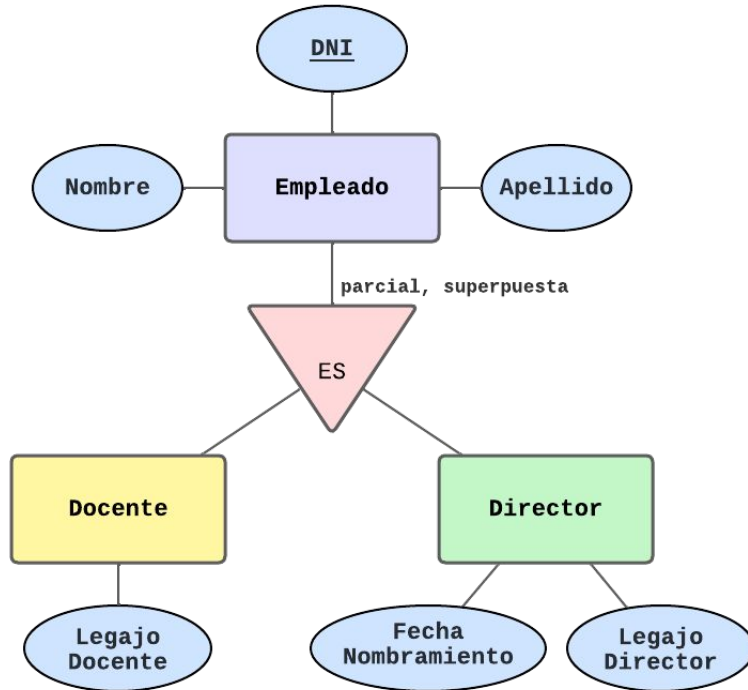 DNI
Nombre
Empleado
Apellido
parcial, superpuesta
ES
Docente
Director
Legajo
Docente
Fecha
Nombramiento
Legajo
Director